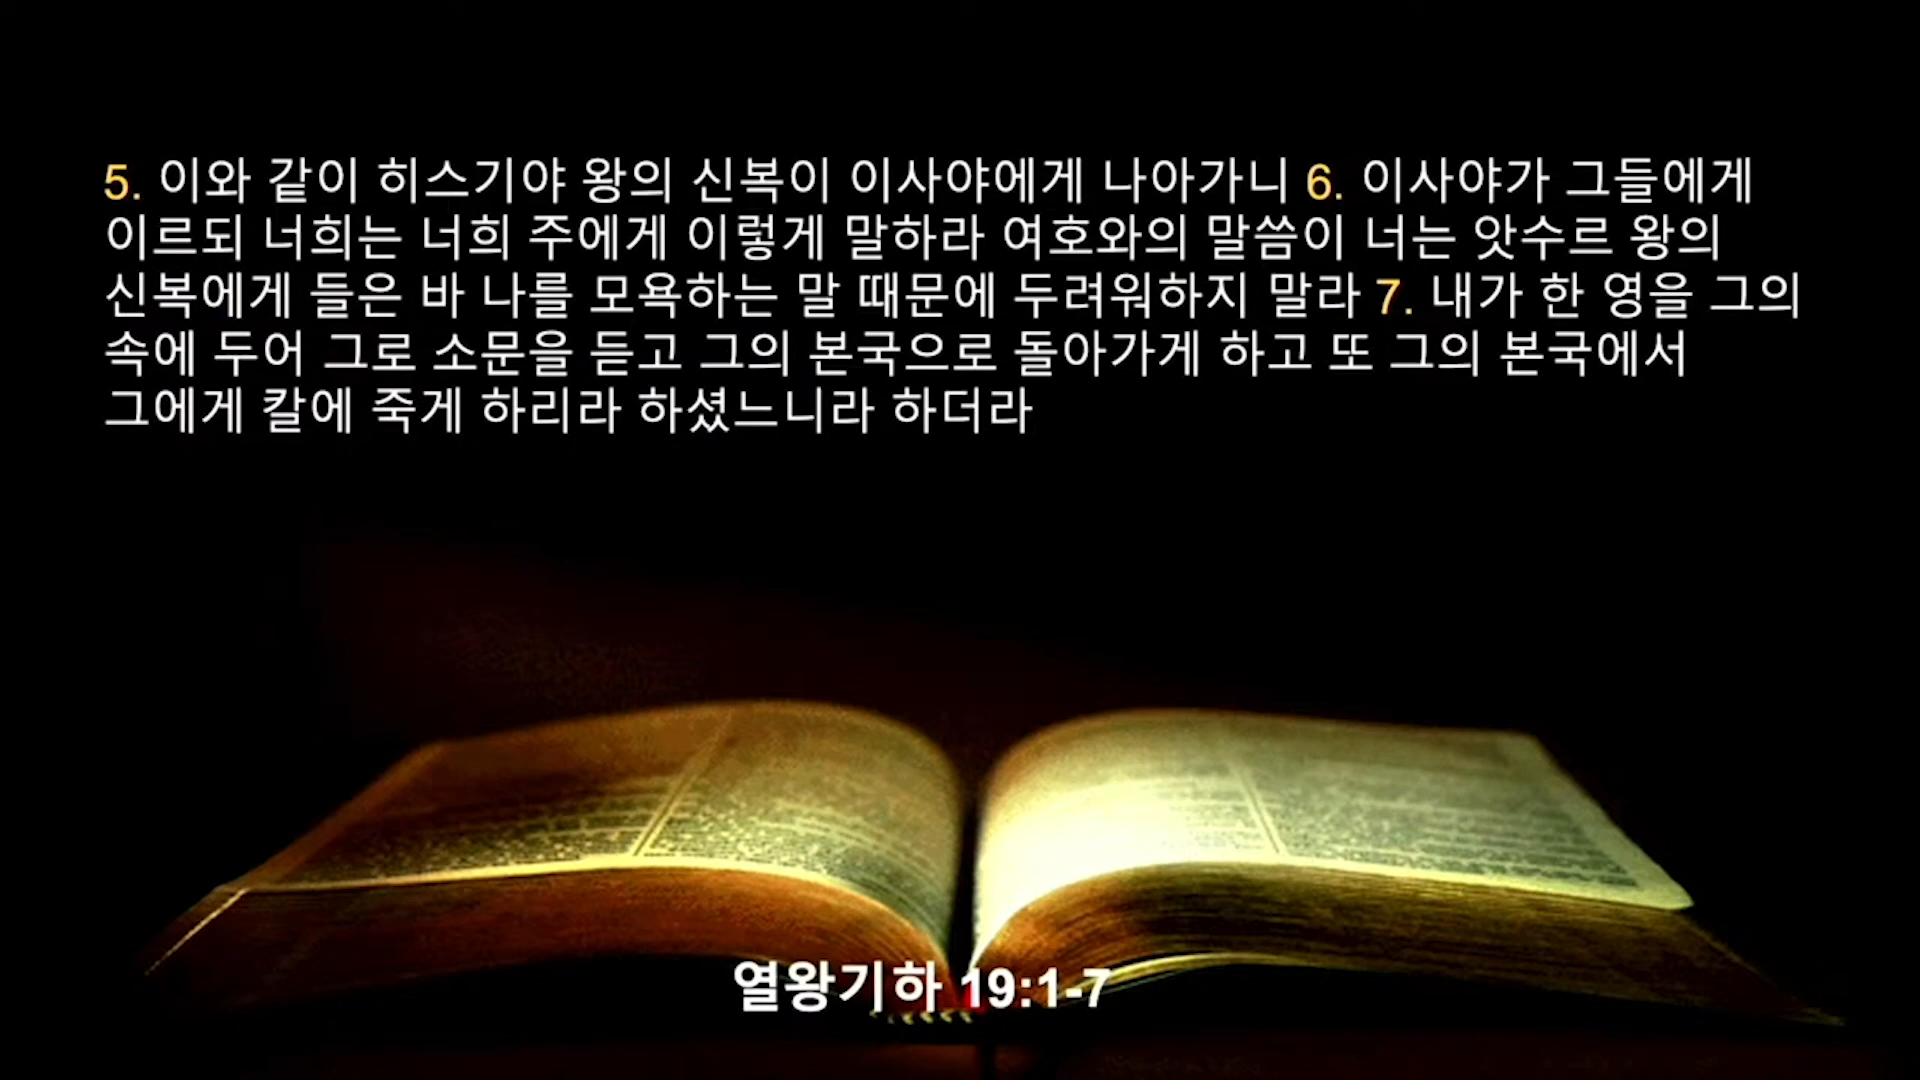 5. 이와 같이 히스기야 왕의 신복이 이사야에게 나아가니 6. 이사야가 그들에게
이르되 너희는 너희 주에게 이렇게 말하라 여호와의 말씀이 너는 앗수르 왕의
신복에게 들은 바 나를 모욕하는 말 때문에 두려워하지 말라 7. 내가 한 영을 그의
속에 두어 그로 소문을 듣고 그의 본국으로 돌아가게 하고 또 그의 본국에서
그에게 칼에 죽게 하리라 하셨느니라 하더라
열왕기하 19:1-7